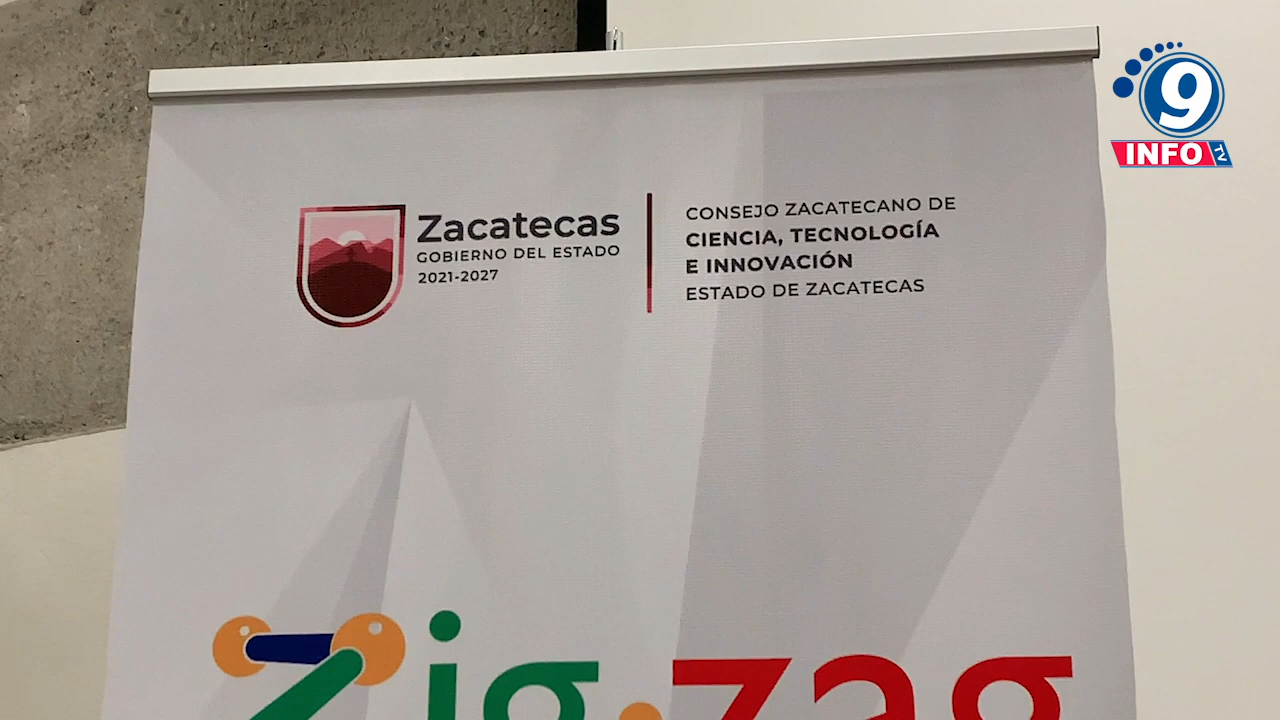 9
INFO TV
Zacatecas
GOBIERNO DEL ESTADO
2021-2027
CONSEJO ZACATECANO DE
CIENCIA, TECNOLOGÍA
E INNOVACIÓN
ESTADO DE ZACATECAS
Zig•zag